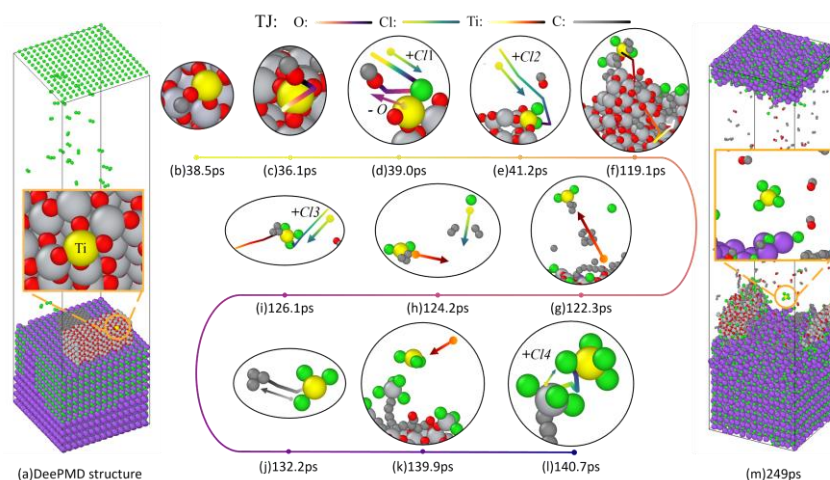 TJ: O: Cl: Ti: C:
+Cl1
- O
+Cl2
Ti
(b)38.5ps
(c)36.1ps
(d)39.0ps
(e)41.2ps
(f)119.1ps
+Cl3
(i)126.1ps
(h)124.2ps
(g)122.3ps
+Cl4
(j)132.2ps
(k)139.9ps
(l)140.7ps
(a)DeePMD structure
(m)249ps